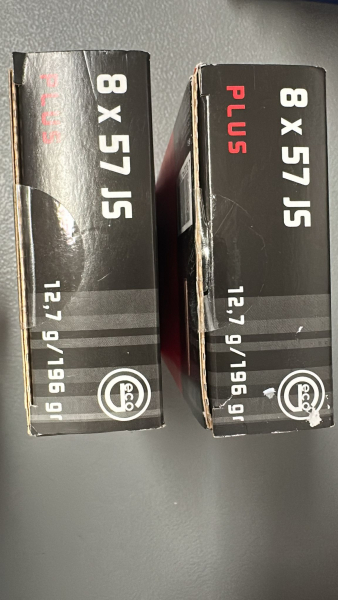 8 x 57 JS
PLUS
12,7 g/196 gr
geco
8 x 57 JS
PLUS
12,7 g/196 gr
geco